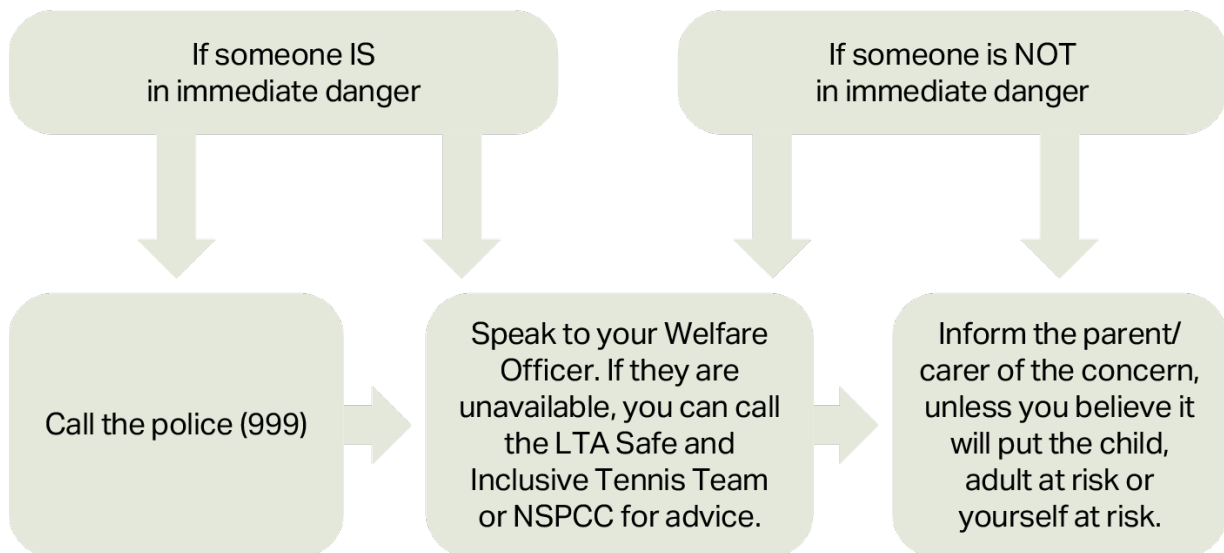 If someone IS
in immediate danger
If someone is NOT
in immediate danger
Call the police (999)
Speak to your Welfare
Officer. If they are
unavailable, you can call
the LTA Safe and
Inclusive Tennis Team
or NSPCC for advice.
Inform the parent/
carer of the concern,
unless you believe it
will put the child,
adult at risk or
yourself at risk.